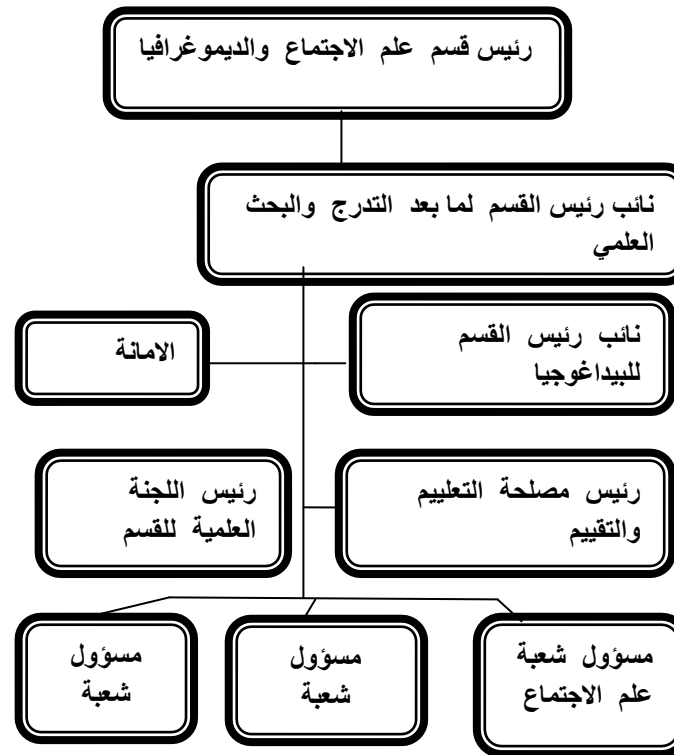 رئيس قسم علم الاجتماع والديموغرافيا
نائب رئيس القسم لما بعد التدرج والبحث
العلمي
نائب رئيس القسم
للبيداغوجيا
الامانة
رئيس مصلحة التعلييم
والتقييم
رئيس اللجنة
العلمية للقسم
مسؤول شعبة
علم الاجتماع
مسؤول
شعبة
مسؤول
شعبة